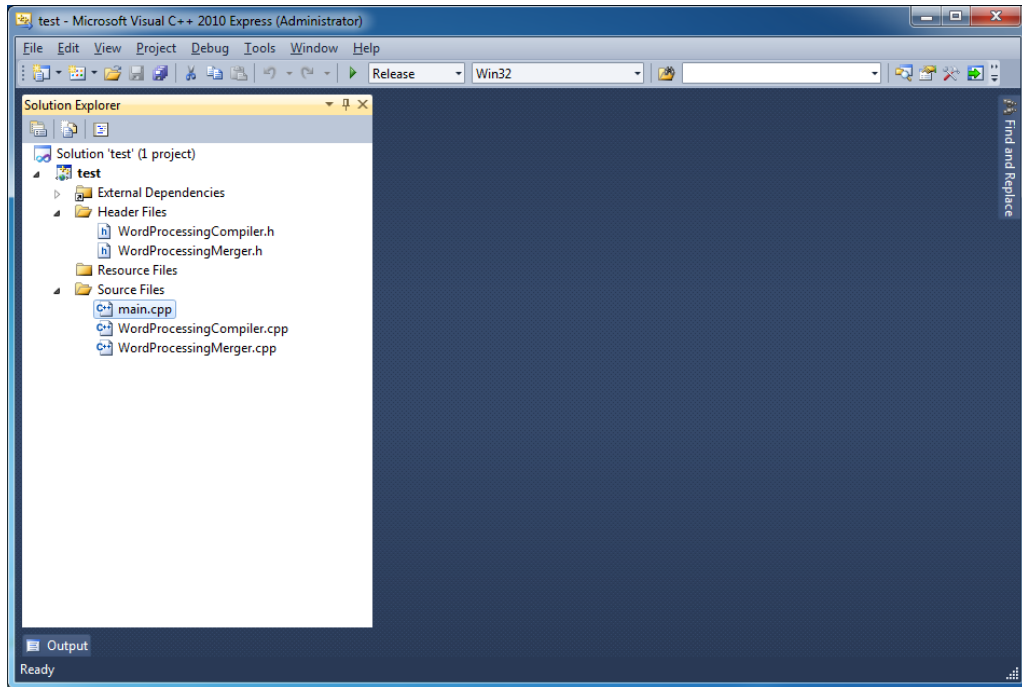 test - Microsoft Visual C++ 2010 Express (Administrator)
File Edit View Project Debug Tools Window Help
Release Win32
Solution Explorer
Solution 'test' (1 project)
test
External Dependencies
Header Files
h WordProcessingCompiler.h
h WordProcessingMerger.h
Resource Files
Source Files
C++ main.cpp
C++ WordProcessingCompiler.cpp
C++ WordProcessingMerger.cpp
Find and Replace
Output
Ready